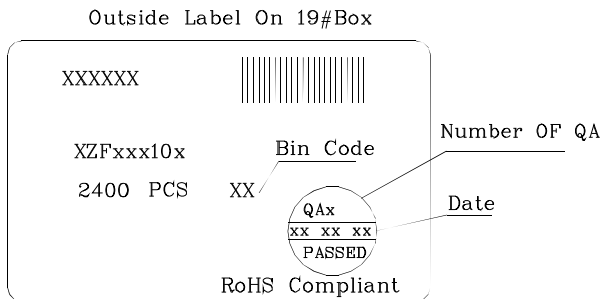 Outside Label On 19#Box
XXXXXX
Number OF QA
XZFxxx10x
Bin Code
2400 PCS
XX
Date
QAx
xx xx xx
PASSED
RoHS Compliant